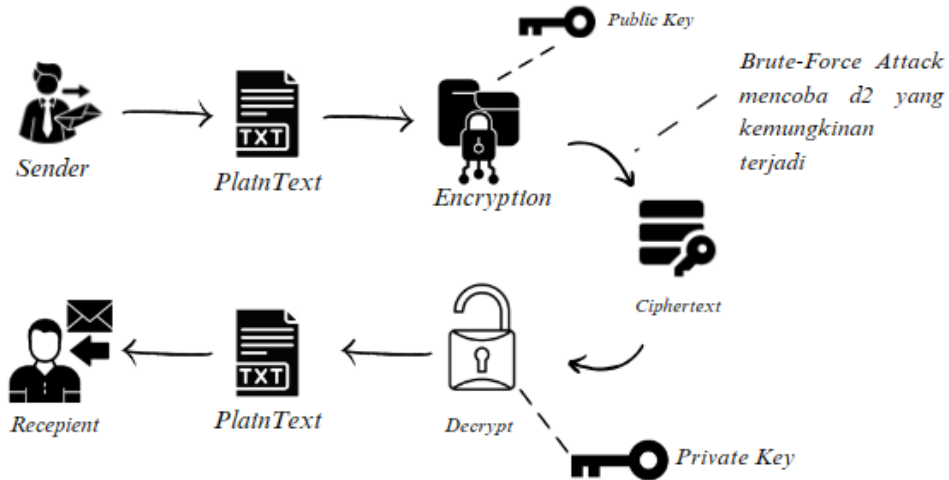 Public Key
Brute-Force Attack
mencoba d2 yang
kemungkinan
terjadi
Sender
TXT
PlainText
Encryption
Ciphertext
Recepient
TXT
PlainText
Decrypt
Private Key